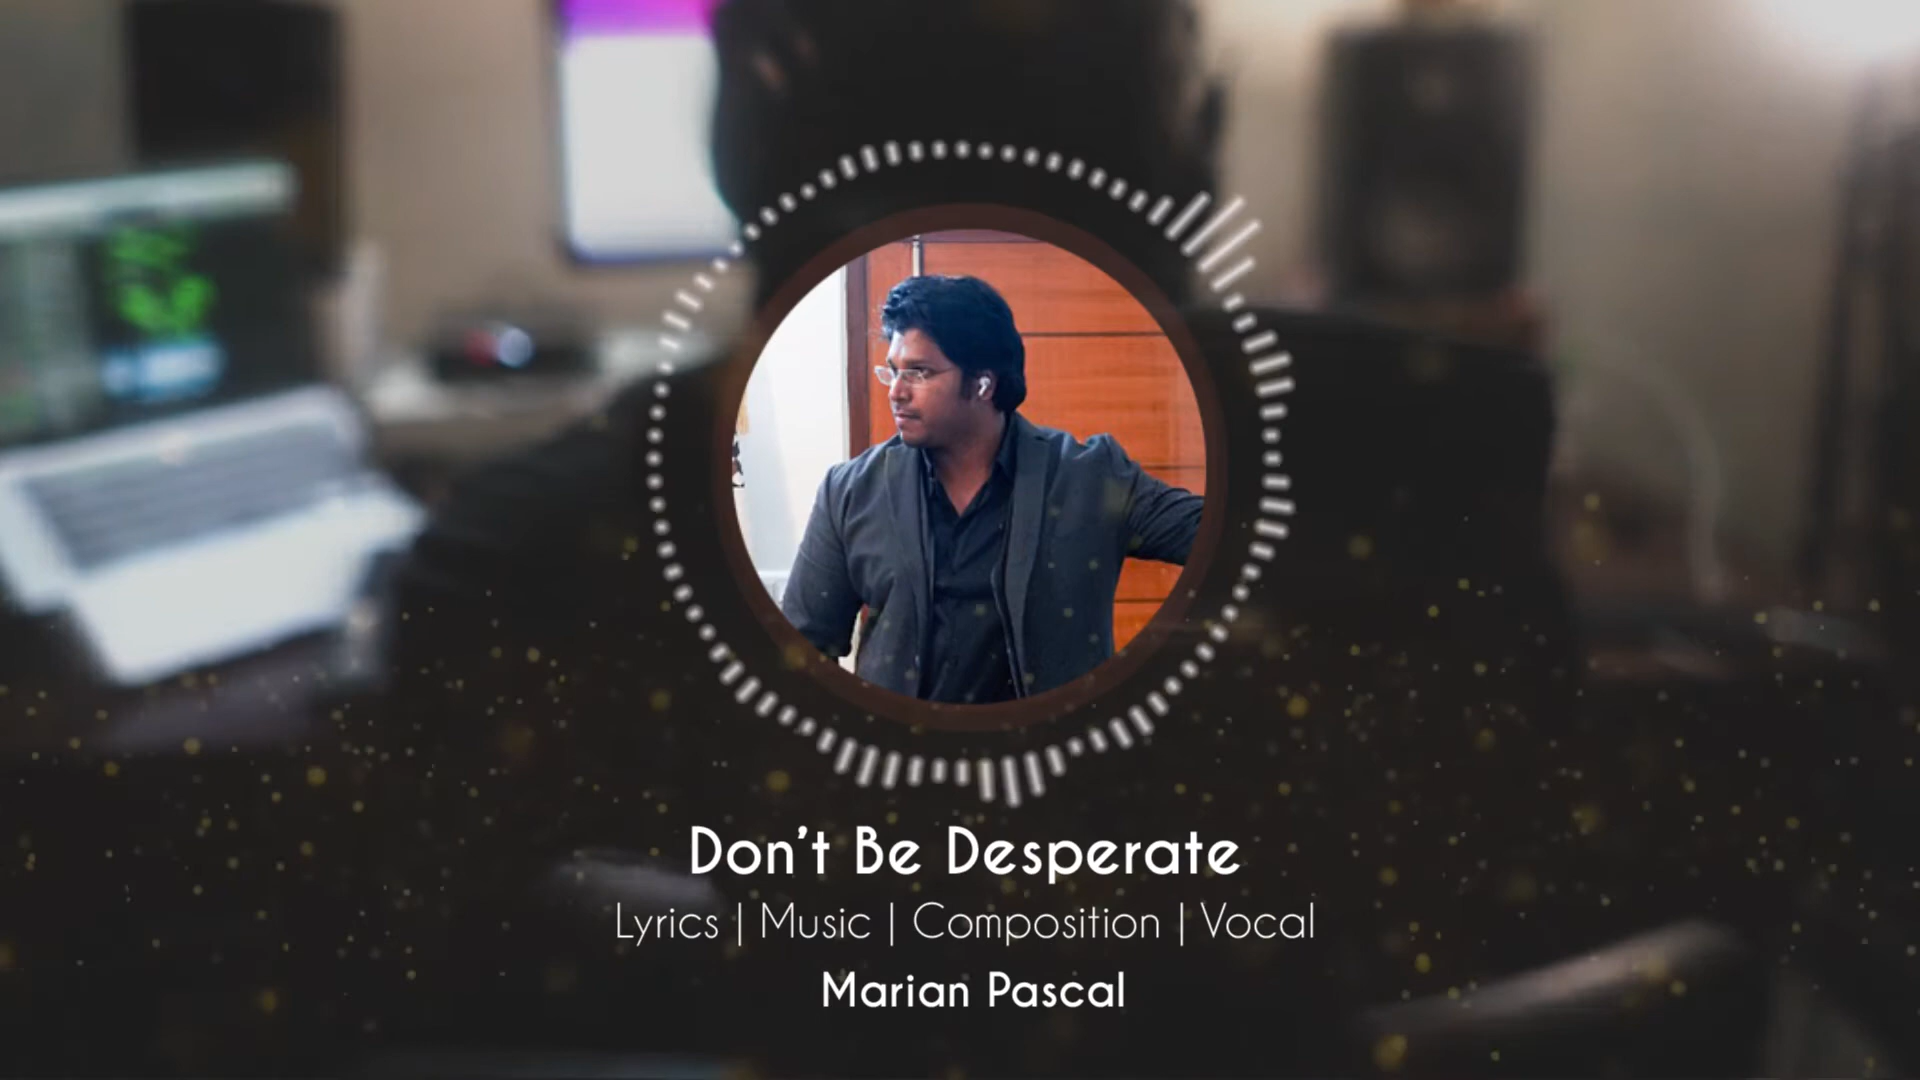 Don't Be Desperate
Lyrics | Music | Composition | Vocal
Marian Pascal